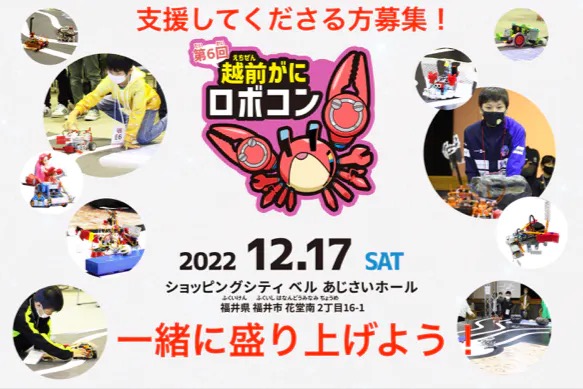 支援してくださる方募集！
だい かい
第6回
えちぜん
越前がに
ロボコン
2022 12.17 SAT
ショッピングシティ ベル あじさいホール
ふくいけん ふくいし はなんどうみなみ ちょうめ
福井県 福井市 花堂南 2丁目16-1
一緒に盛り上げよう！